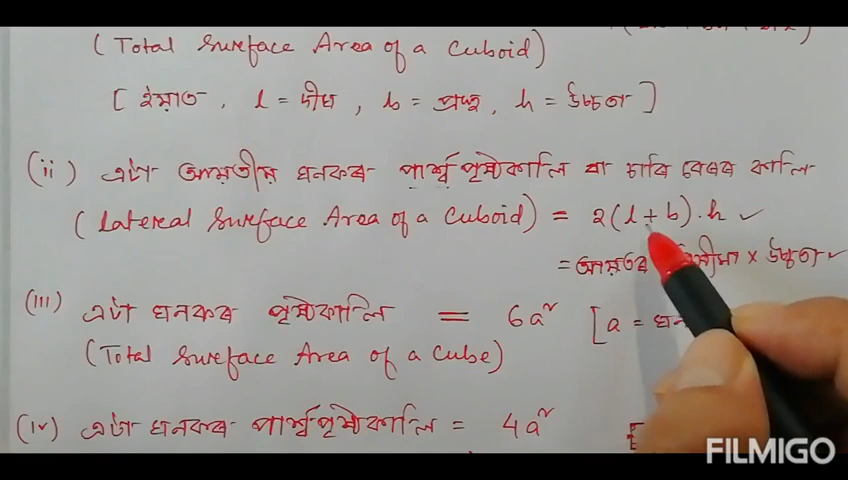 (Total Surface Area of a Cuboid)
[ ইয়াত, l = দীঘ, b = প্রস্থ, h = উচ্চতা ]
(ii) এটা আয়তীয় ঘনকৰ পাৰ্শ্বপৃষ্ঠকালি বা চাৰি বেৰৰ কালি
(Lateral Surface Area of a Cuboid) = 2(l+b).h ✓
= আয়তৰ × উচ্চতা ✓
(iii) এটা ঘনকৰ পৃষ্ঠকালি = 6a² [a =
(Total Surface Area of a Cube)
(iv) এটা ঘনকৰ পাৰ্শ্বপৃষ্ঠকালি = 4a² [
FILMIGO